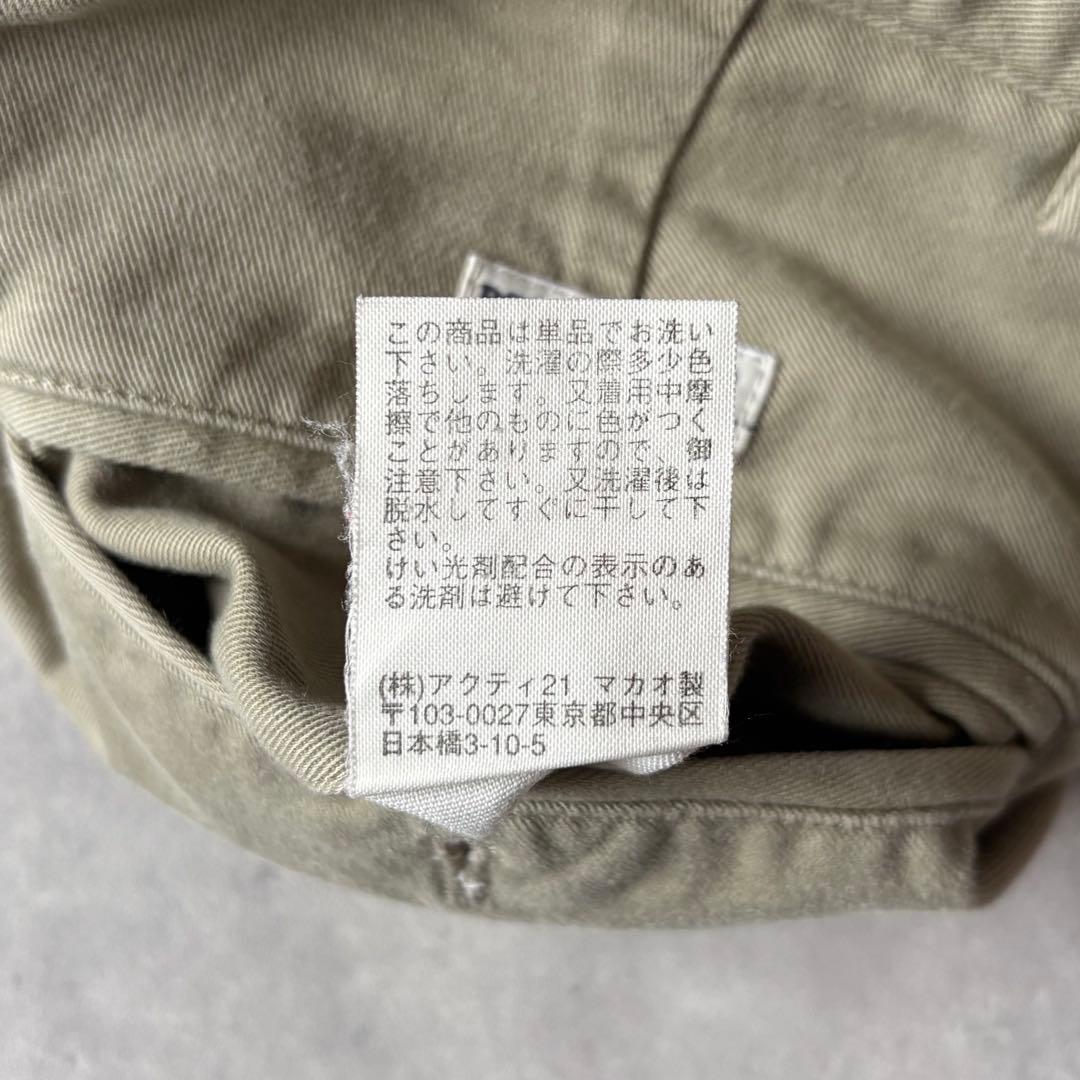 この商品は単品でお洗い
下さい。洗濯の際多少色
落ちします。又着用中摩
擦で他のものに色がつく
ことがありますので、御
注意下さい。又洗濯後は
脱水してすぐに干して下
さい。
けい光剤配合の表示のあ
る洗剤は避けて下さい。
(株)アクティ21 マカオ製
〒103-0027東京都中央区
日本橋3-10-5